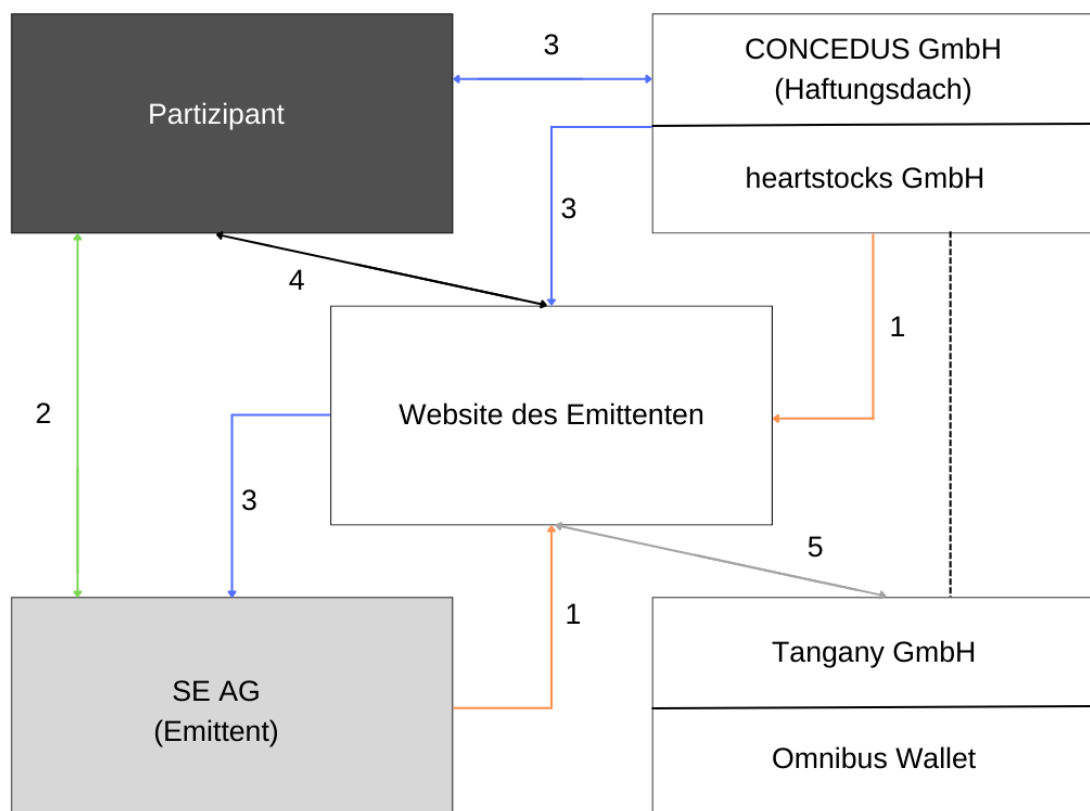 3
CONCEDUS GmbH
(Haftungsdach)
Partizipant
heartstocks GmbH
3
4
1
Website des Emittenten
2
3
5
1
Tangany GmbH
SE AG
(Emittent)
Omnibus Wallet